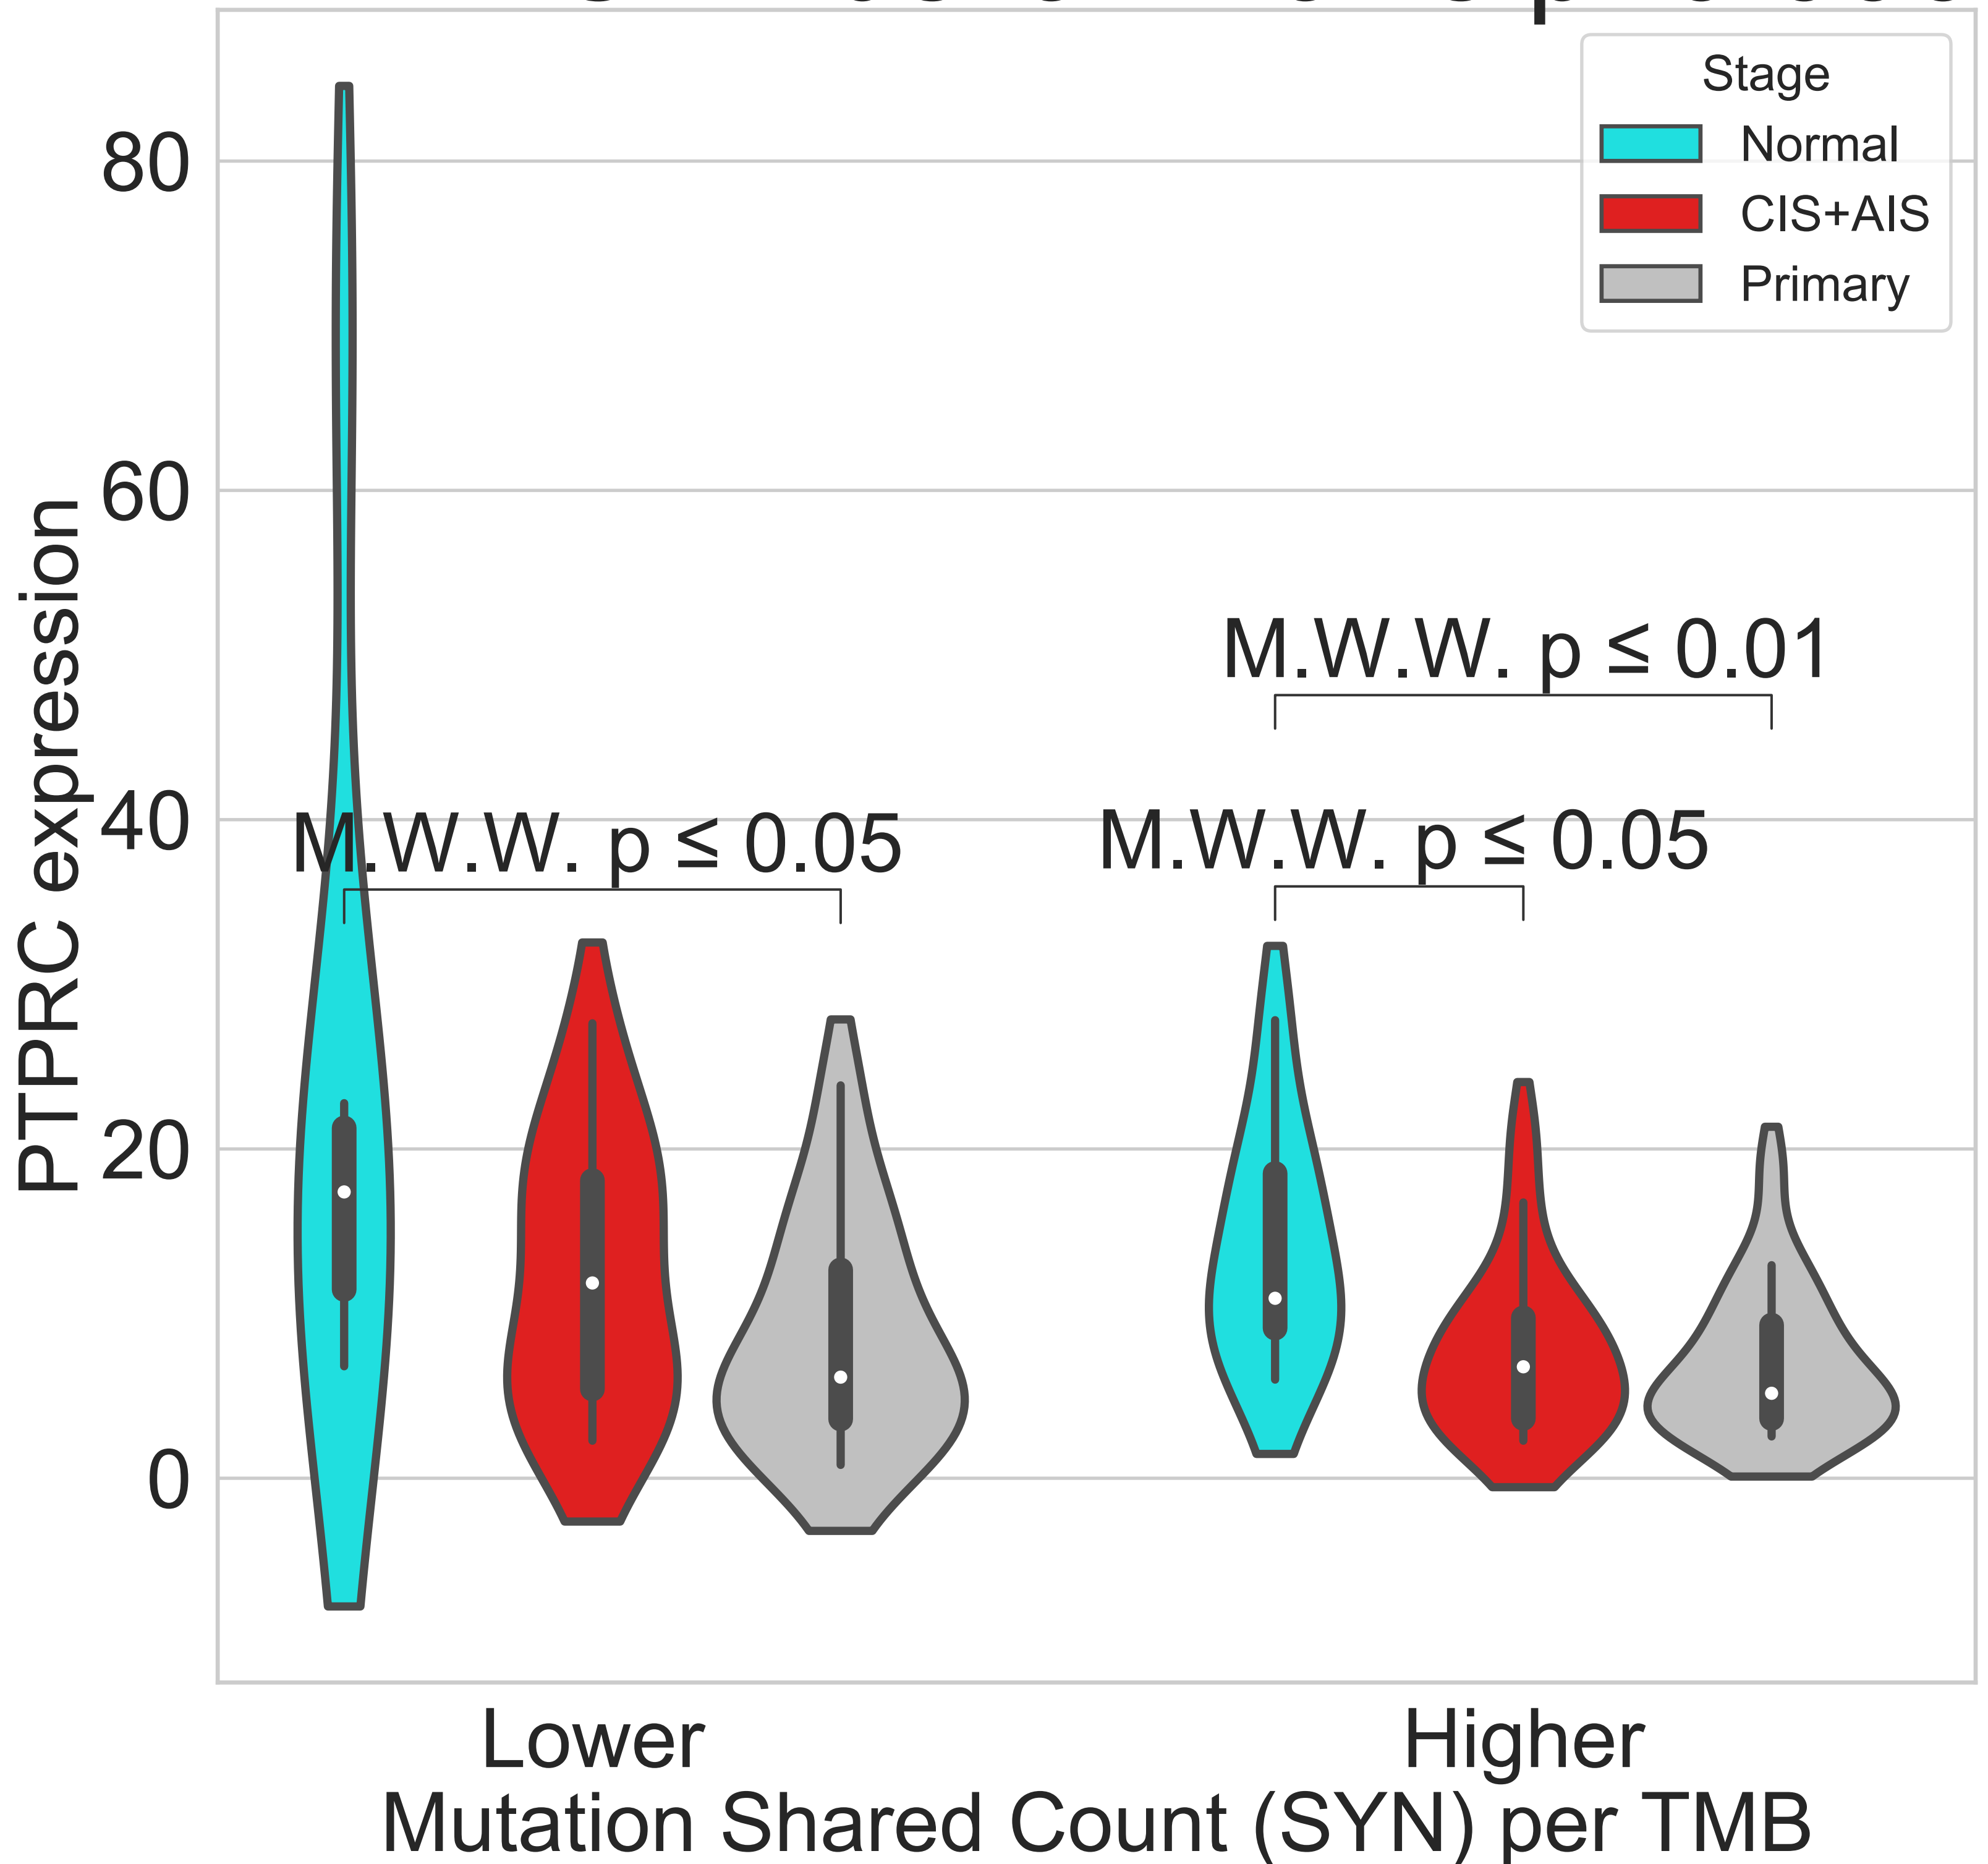 Stage
Normal
CIS+AIS
Primary
80
60
40
20
0
PTPRC expression
M.W.W. p ≤ 0.01
M.W.W. p ≤ 0.05
M.W.W. p ≤ 0.05
Lower
Higher
Mutation Shared Count (SYN) per TMB